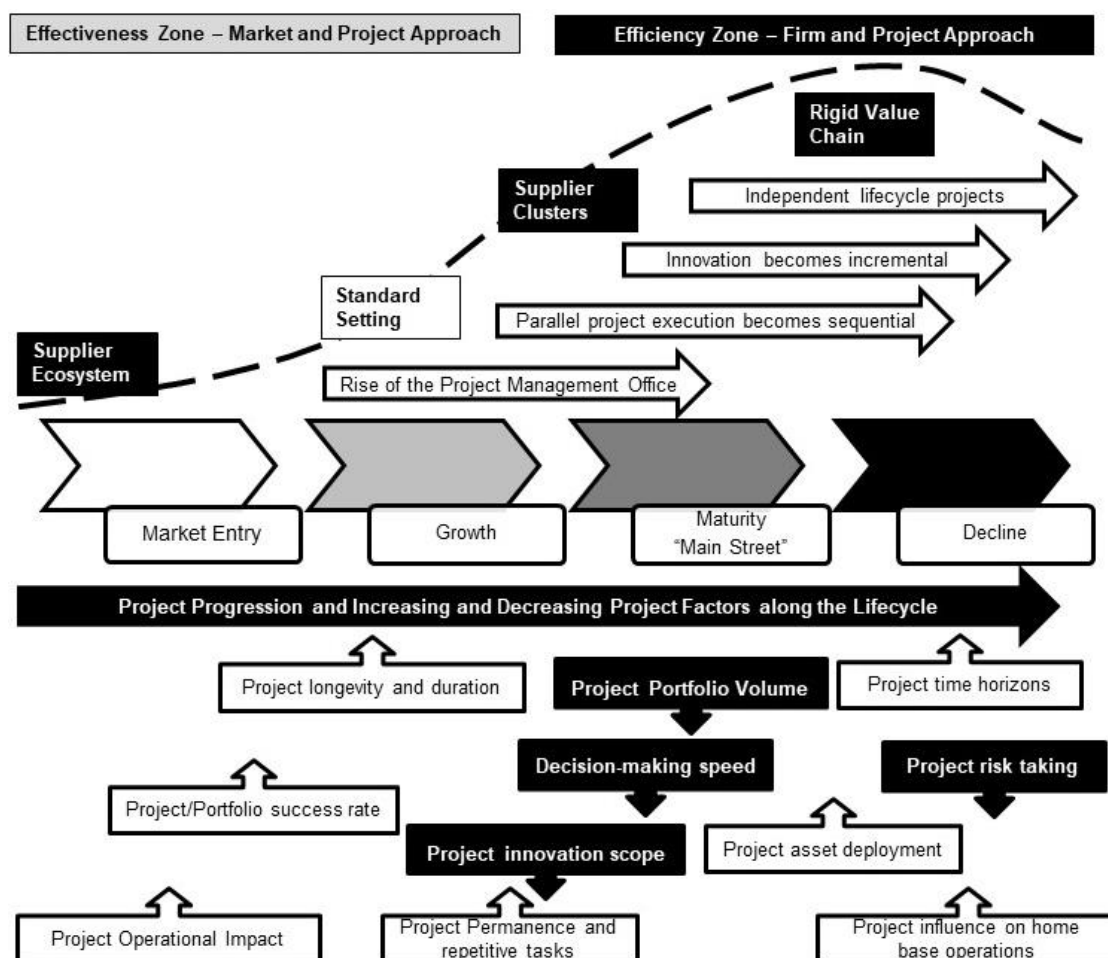 Effectiveness Zone – Market and Project Approach
Efficiency Zone – Firm and Project Approach
Rigid Value
Chain
Supplier
Clusters
Independent lifecycle projects
Innovation becomes incremental
Standard
Setting
Parallel project execution becomes sequential
Supplier
Ecosystem
Rise of the Project Management Office
Market Entry
Growth
Maturity
“Main Street”
Decline
Project Progression and Increasing and Decreasing Project Factors along the Lifecycle
Project longevity and duration
Project Portfolio Volume
Project time horizons
Decision-making speed
Project risk taking
Project/Portfolio success rate
Project innovation scope
Project asset deployment
Project Operational Impact
Project Permanence and
repetitive tasks
Project influence on home
base operations